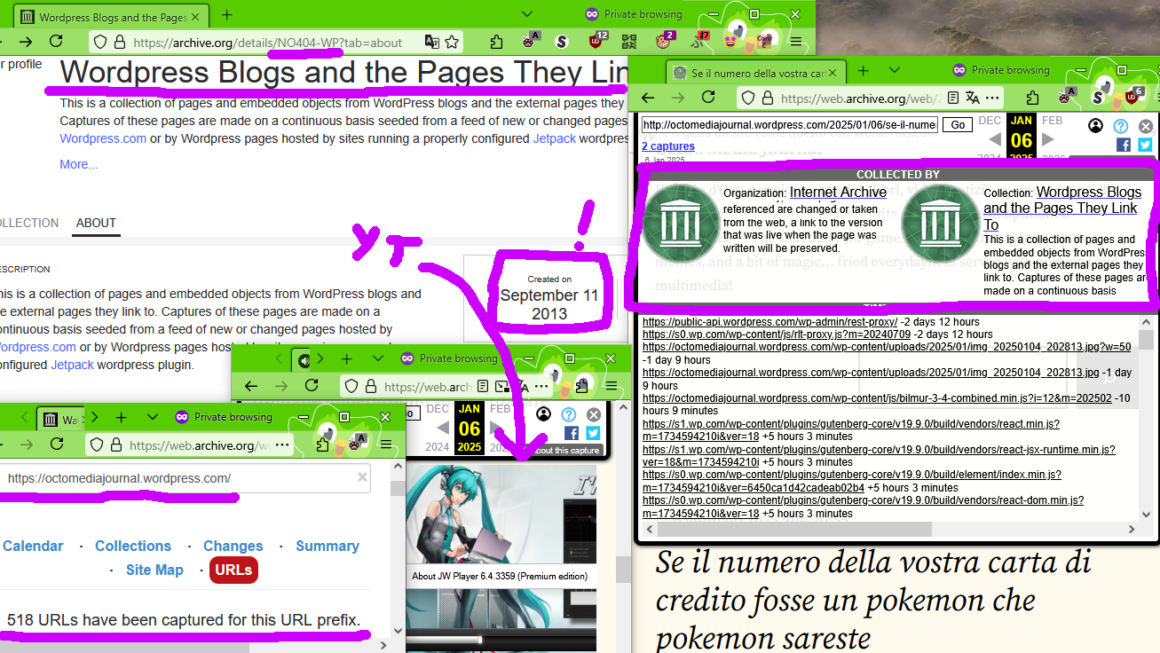 Wordpress Blogs and the Pages
Private browsing
https://archive.org/details/NO404-WP?tab=about
A
2
17
er profile
Wordpress Blogs and the Pages They Lin
This is a collection of pages and embedded objects from WordPress blogs and the external pages they
Captures of these pages are made on a continuous basis seeded from a feed of new or changed pages
Wordpress.com or by Wordpress pages hosted by sites running a properly configured Jetpack wordpres
More...
OLLECTION
ABOUT
ESCRIPTION
his is a collection of pages and embedded objects from WordPress blogs and
e external pages they link to. Captures of these pages are made on a
ontinuous basis seeded from a feed of new or changed pages hosted by
ordpress.com or by Wordpress pages hos
onfigured Jetpack wordpress plugin.
YT
!
Created on
September 11
2013
Se il numero della vostra car
Private browsing
https://web.archive.org/web/2
A
6
http://octomediajournal.wordpress.com/2025/01/06/se-il-nume
Go
DEC
JAN
FEB
06
2 captures
6 Jan 2025
2024
2025
COLLECTED BY
Organization: Internet Archive
referenced are changed or taken
from the web, a link to the version
that was live when the page was
written will be preserved.
Collection: Wordpress Blogs
and the Pages They Link
To
This is a collection of pages and
embedded objects from WordPress
blogs and the external pages they
link to. Captures of these pages are
made on a continuous basis
multimedia!
https://public-api.wordpress.com/wp-admin/rest-proxy/ -2 days 12 hours
https://s0.wp.com/wp-content/js/rlt-proxy.js?m=20240709 -2 days 12 hours
https://octomediajournal.wordpress.com/wp-content/uploads/2025/01/img_20250104_202813.jpg?w=50
-1 day 9 hours
https://octomediajournal.wordpress.com/wp-content/uploads/2025/01/img_20250104_202813.jpg -1 day
9 hours
https://octomediajournal.wordpress.com/wp-content/js/bilmur-3-4-combined.min.js?i=12&m=202502 -10
hours 9 minutes
https://s1.wp.com/wp-content/plugins/gutenberg-core/v19.9.0/build/vendors/react.min.js?
m=1734594210i&ver=18 +5 hours 3 minutes
https://s1.wp.com/wp-content/plugins/gutenberg-core/v19.9.0/build/vendors/react-jsx-runtime.min.js?
ver=18&m=1734594210j +5 hours 3 minutes
https://s0.wp.com/wp-content/plugins/gutenberg-core/v19.9.0/build/element/index.min.js?
m=1734594210i&ver=6450ca1d42cadeab02b4 +5 hours 3 minutes
https://s0.wp.com/wp-content/plugins/gutenberg-core/v19.9.0/build/vendors/react-dom.min.js?
m=1734594210i&ver=18 +5 hours 3 minutes
Se il numero della vostra carta di
credito fosse un pokemon che
pokemon sareste
Private browsing
https://web.arch
DEC
JAN
06
2024
2025
bout this capture
About JW Player 6.4.3359 (Premium edition)
Wa
Private browsing
https://web.archive.org/w
A
https://octomediajournal.wordpress.com/
Calendar · Collections · Changes · Summary
· Site Map · URLs
518 URLs have been captured for this URL prefix.